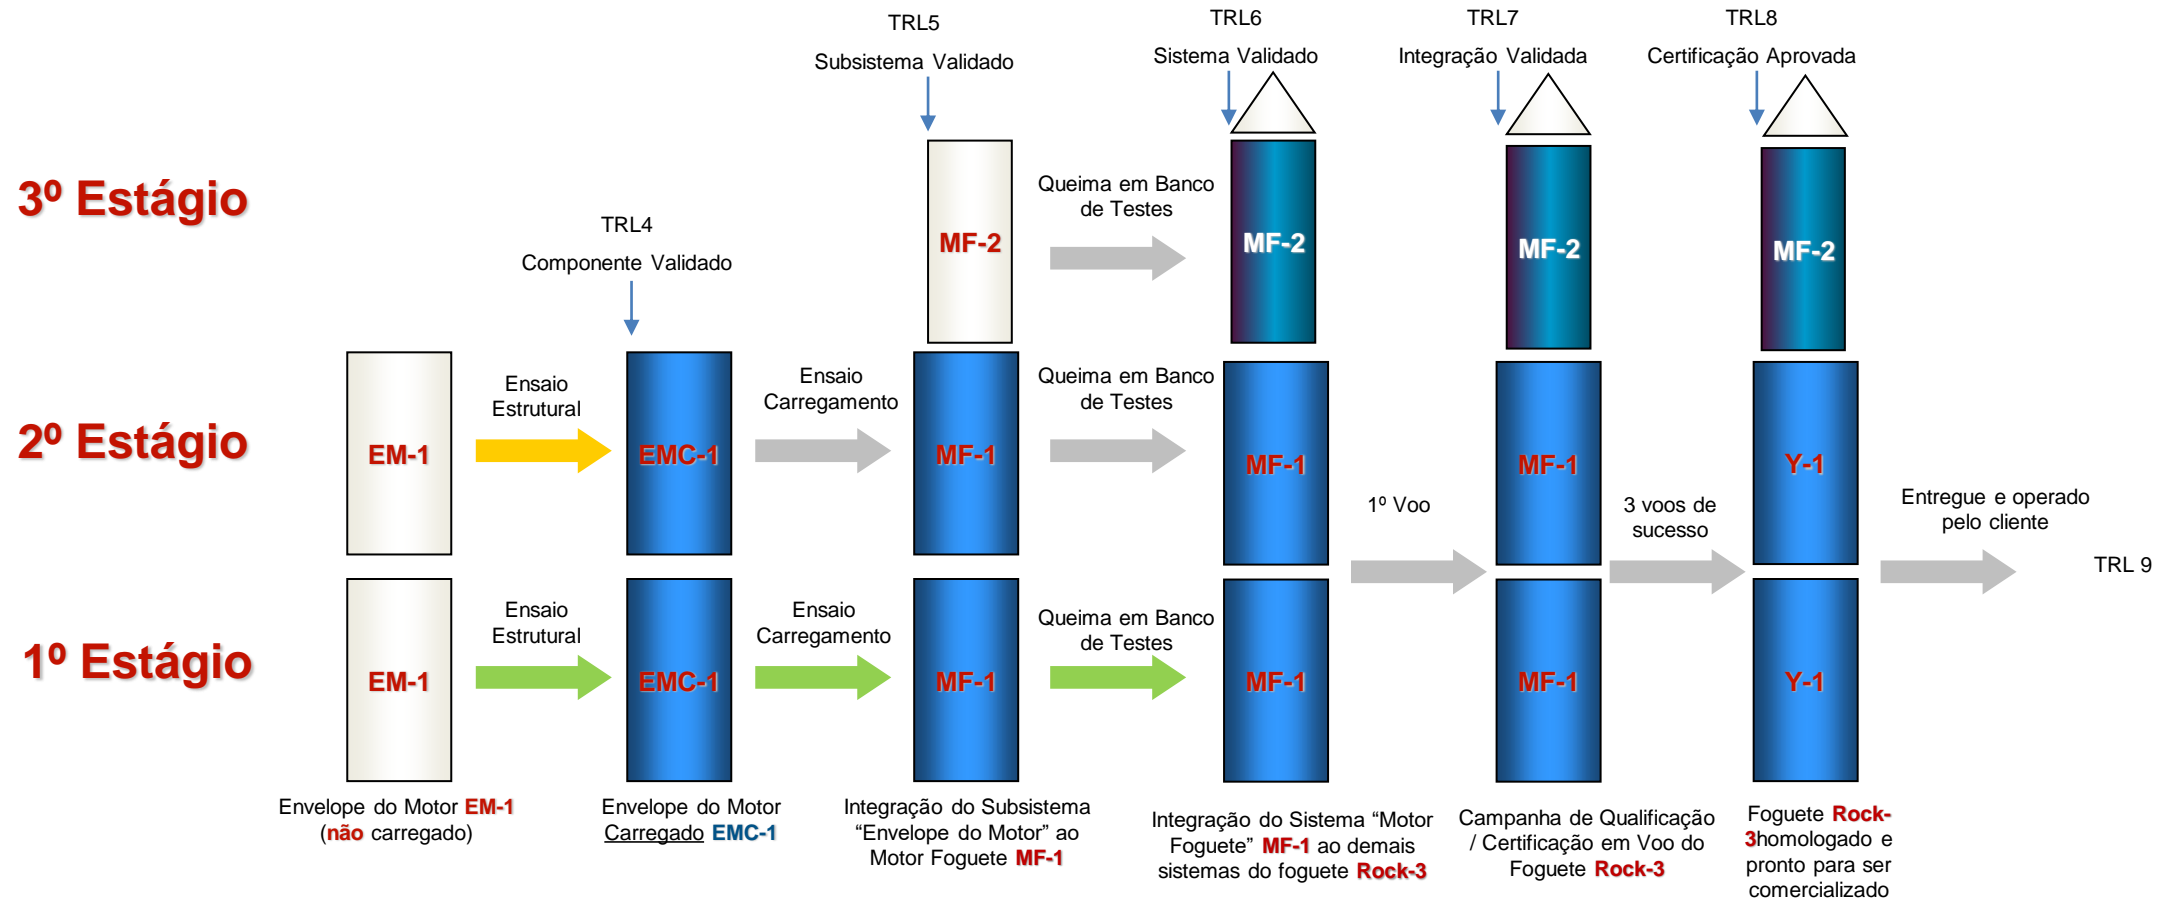 TRL5
Subsistema Validado
TRL6
Sistema Validado
TRL7
Integração Validada
TRL8
Certificação Aprovada
3º Estágio
TRL4
Componente Validado
MF-2
Queima em Banco
de Testes
MF-2
MF-2
MF-2
2º Estágio
EM-1
Ensaio
Estrutural
EMC-1
Ensaio
Carregamento
MF-1
Queima em Banco
de Testes
MF-1
1º Voo
MF-1
3 voos de
sucesso
Y-1
Entregue e operado
pelo cliente
TRL 9
1º Estágio
EM-1
Ensaio
Estrutural
EMC-1
Ensaio
Carregamento
MF-1
Queima em Banco
de Testes
MF-1
MF-1
Y-1
Envelope do Motor EM-1
(não carregado)
Envelope do Motor
Carregado EMC-1
Integração do Subsistema
“Envelope do Motor” ao
Motor Foguete MF-1
Integração do Sistema “Motor
Foguete” MF-1 ao demais
sistemas do foguete Rock-3
Campanha de Qualificação
/ Certificação em Voo do
Foguete Rock-3
Foguete Rock-
3homologado e
pronto para ser
comercializado